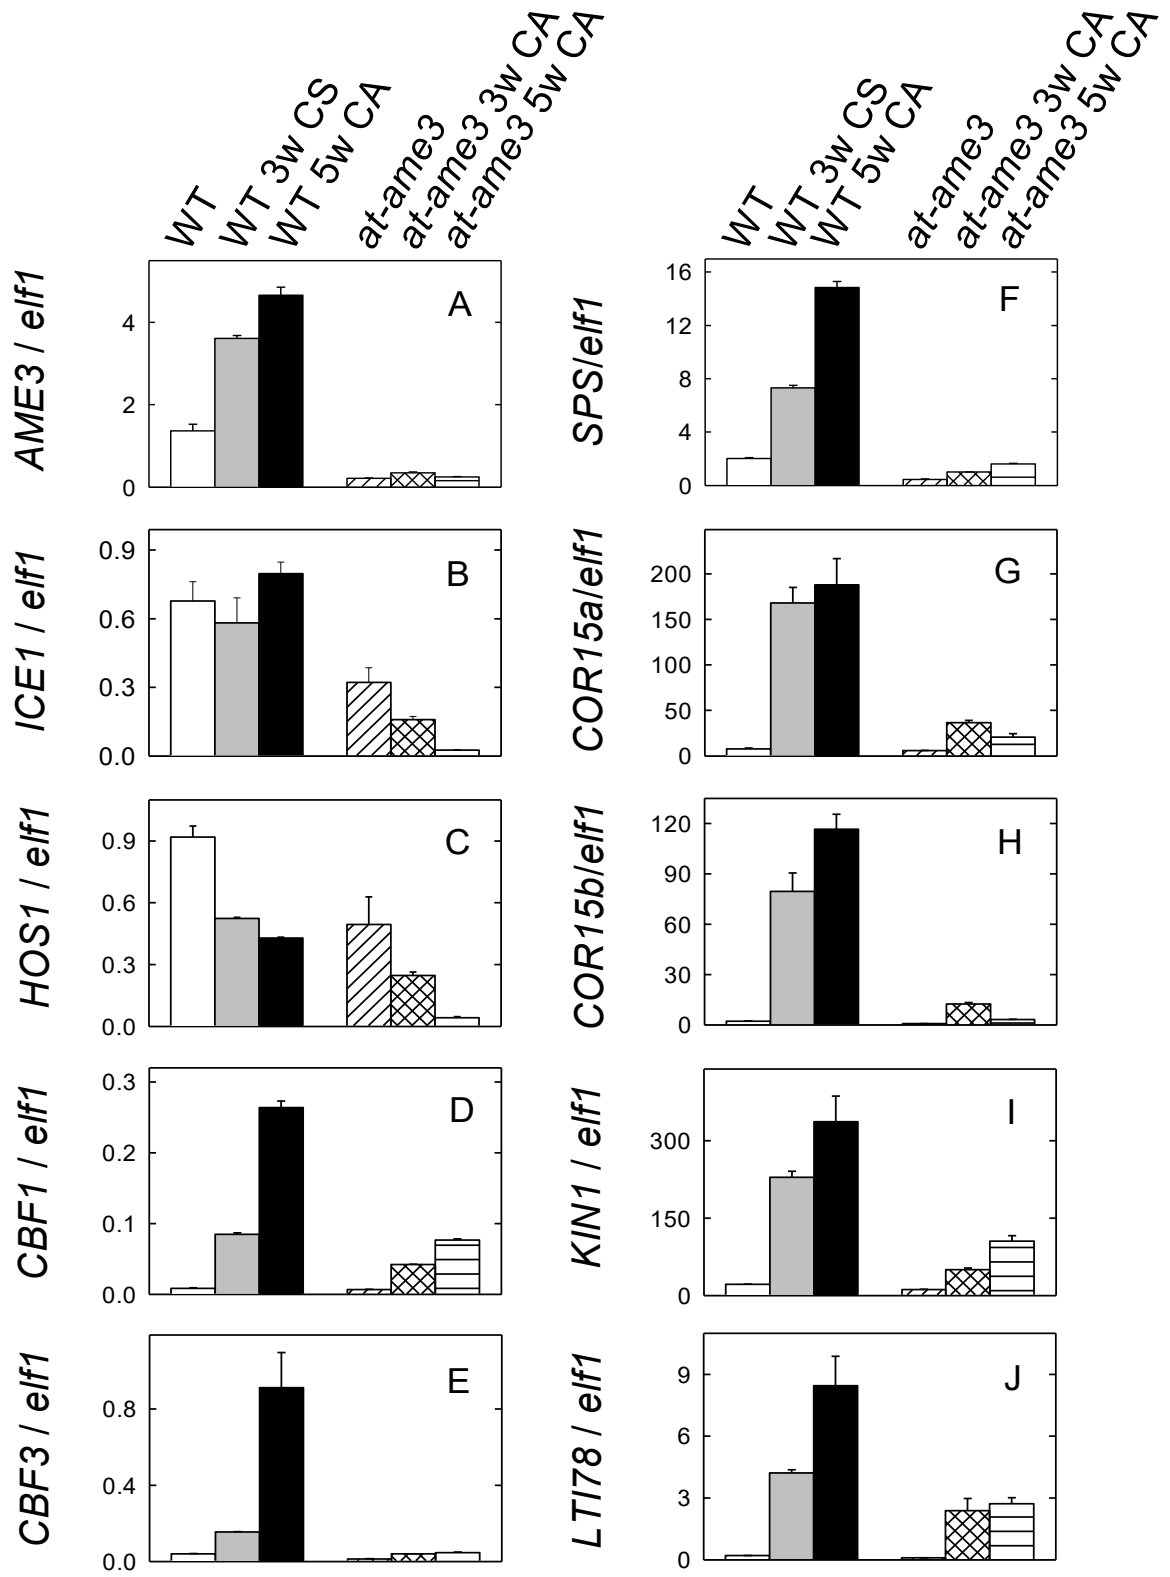 WT
WT 3w CS
WT 5w CA
at-ame3
at-ame3 3w CA
at-ame3 5w CA
WT
WT 3w CS
WT 5w CA
at-ame3
at-ame3 3w CA
at-ame3 5w CA
AME3 / elf1
4
2
0
A
ICE1 / elf1
0.9
0.6
0.3
0.0
B
HOS1 / elf1
0.9
0.6
0.3
0.0
C
CBF1 / elf1
0.3
0.2
0.1
0.0
D
CBF3 / elf1
0.8
0.4
0.0
E
SPS/elf1
16
12
8
4
0
F
COR15a/elf1
200
150
100
50
0
G
COR15b/elf1
120
90
60
30
0
H
KIN1 / elf1
300
150
0
I
LTI78 / elf1
9
6
3
0
J